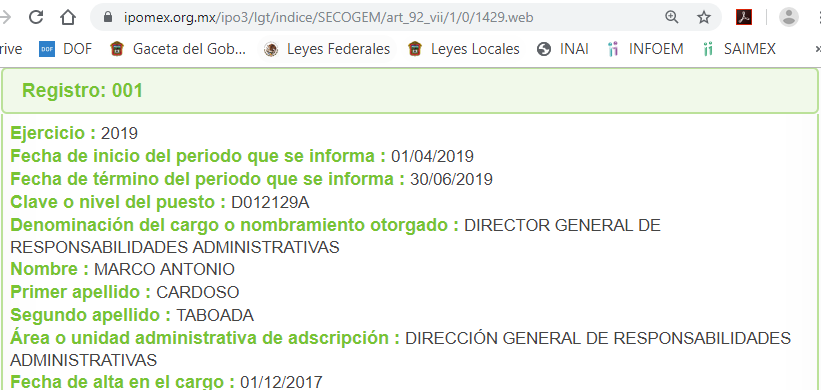 ipomex.org.mx/ipo3/lgt/indice/SECOGEM/art_92_vii/1/0/1429.web
rive DOF DOF Gaceta del Gob... Leyes Federales Leyes Locales INAI INFOEM SAIMEX »
Registro: 001
Ejercicio : 2019
Fecha de inicio del periodo que se informa : 01/04/2019
Fecha de término del periodo que se informa : 30/06/2019
Clave o nivel del puesto : D012129A
Denominación del cargo o nombramiento otorgado : DIRECTOR GENERAL DE
RESPONSABILIDADES ADMINISTRATIVAS
Nombre : MARCO ANTONIO
Primer apellido : CARDOSO
Segundo apellido : TABOADA
Área o unidad administrativa de adscripción : DIRECCIÓN GENERAL DE RESPONSABILIDADES
ADMINISTRATIVAS
Fecha de alta en el cargo : 01/12/2017